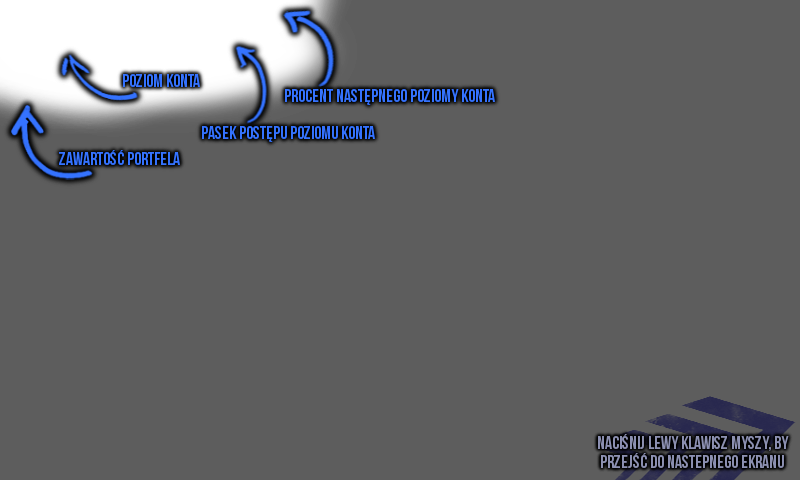 POZIOM KONTA
PROCENT NASTĘPNEGO POZIOMY KONTA
PASEK POSTĘPU POZIOMU KONTA
ZAWARTOŚĆ PORTFELA
NACIŚNIJ LEWY KLAWISZ MYSZY, BY
PRZEJŚĆ DO NASTEPNEGO EKRANU